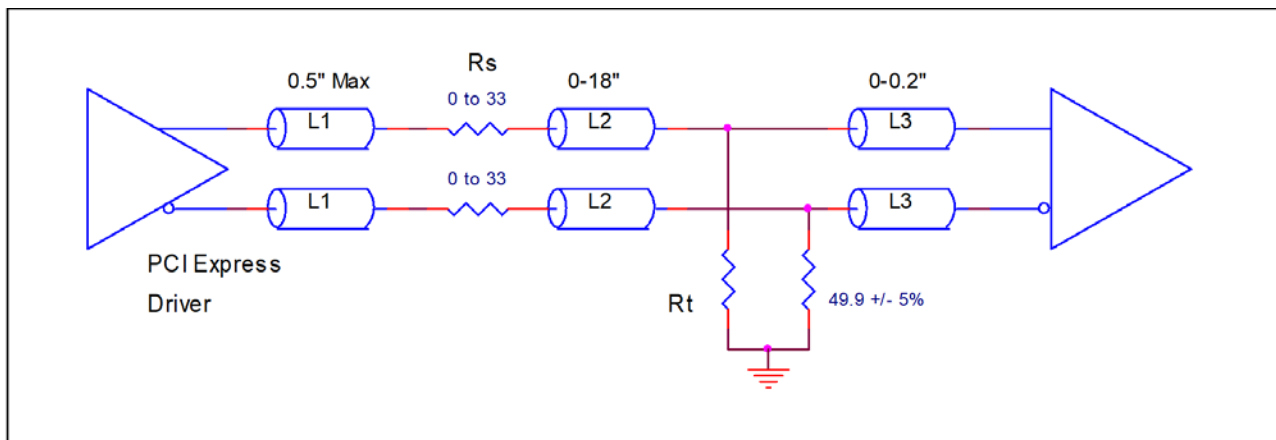 Rs
0.5" Max
0-18"
0-0.2"
0 to 33
L1
L2
L3
0 to 33
L1
L2
L3
PCI Express
Driver
Rt
49.9 +/- 5%